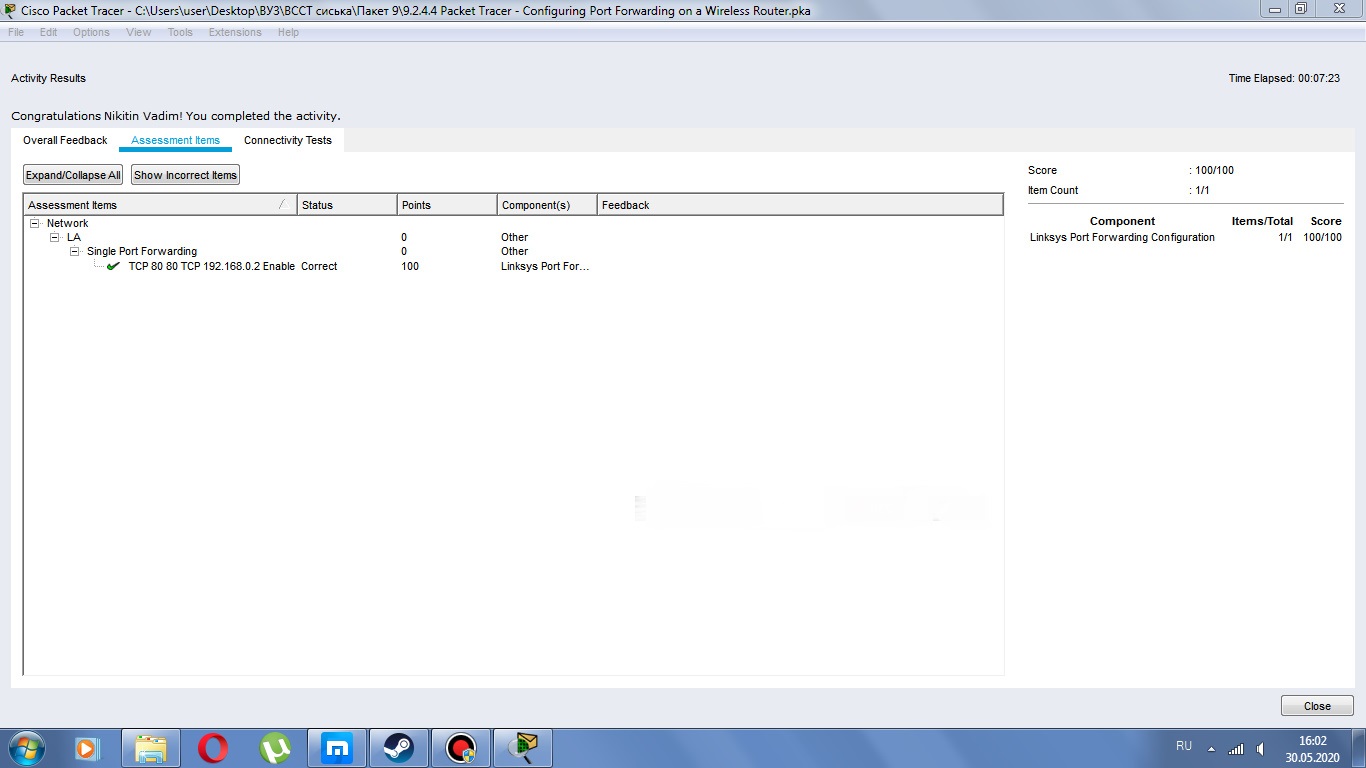 Cisco Packet Tracer - C:\Users\user\Desktop\ВУЗ\ВССТ сиська\Пакет 9\9.2.4.4 Packet Tracer - Configuring Port Forwarding on a Wireless Router.pka
File Edit Options View Tools Extensions Help
Activity Results
Time Elapsed: 00:07:23
Congratulations Nikitin Vadim! You completed the activity.
Overall Feedback Assessment Items Connectivity Tests
Expand/Collapse All Show Incorrect Items
Assessment Items Status Points Component(s) Feedback
Network
LA 0 Other
Single Port Forwarding 0 Other
TCP 80 80 TCP 192.168.0.2 Enable Correct 100 Linksys Port For...
Score : 100/100
Item Count : 1/1
Component Items/Total Score
Linksys Port Forwarding Configuration 1/1 100/100
Close
RU
16:02
30.05.2020